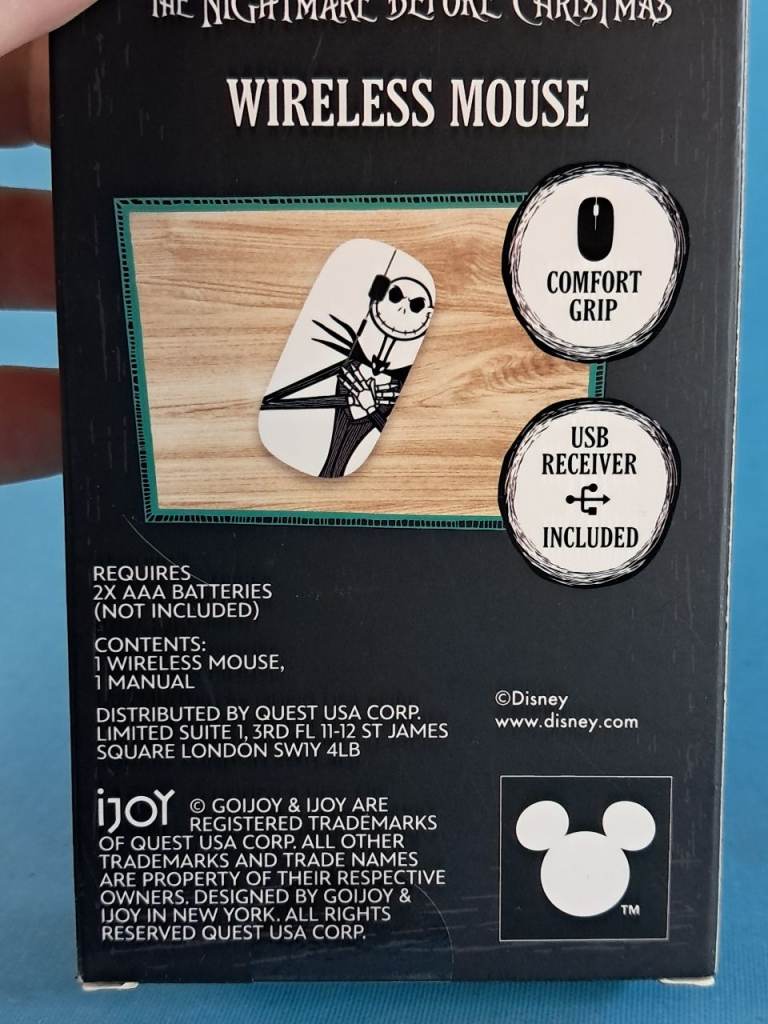 THE NIGHTMARE BEFORE CHRISTMAS
WIRELESS MOUSE
COMFORT
GRIP
USB
RECEIVER
INCLUDED
REQUIRES
2X AAA BATTERIES
(NOT INCLUDED)
CONTENTS:
1 WIRELESS MOUSE,
1 MANUAL
DISTRIBUTED BY QUEST USA CORP.
LIMITED SUITE 1, 3RD FL 11-12 ST JAMES
SQUARE LONDON SW1Y 4LB
©Disney
www.disney.com
iJOY © GOIJOY & IJOY ARE
REGISTERED TRADEMARKS
OF QUEST USA CORP. ALL OTHER
TRADEMARKS AND TRADE NAMES
ARE PROPERTY OF THEIR RESPECTIVE
OWNERS. DESIGNED BY GOIJOY &
IJOY IN NEW YORK. ALL RIGHTS
RESERVED QUEST USA CORP.
TM